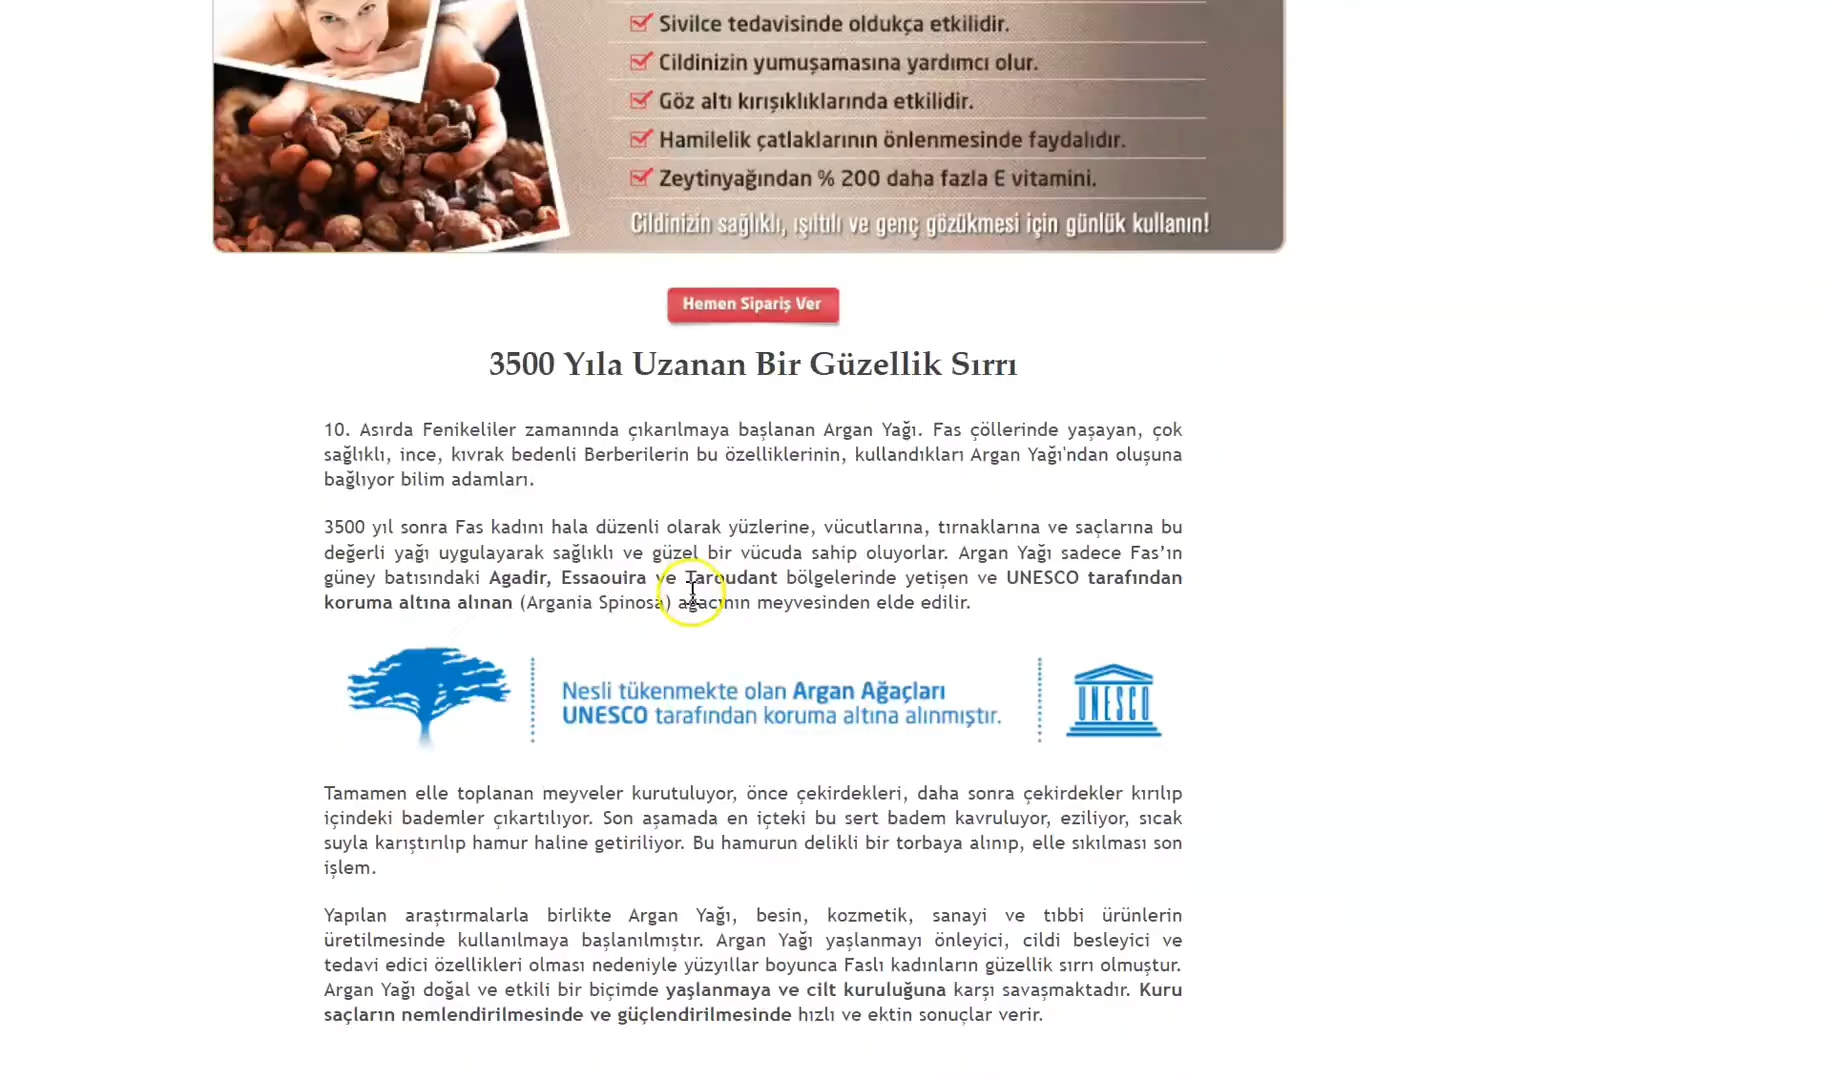 Sivilce tedavisinde oldukça etkilidir.
Cildinizin yumuşamasına yardımcı olur.
Göz altı kırışıklıklarında etkilidir.
Hamilelik çatlaklarının önlenmesinde faydalıdır.
Zeytinyağından % 200 daha fazla E vitamini.
Cildinizin sağlıklı, ışıltılı ve genç gözükmesi için günlük kullanın!
Hemen Sipariş Ver
3500 Yıla Uzanan Bir Güzellik Sırrı
10. Asırda Fenikeliler zamanında çıkarılmaya başlanan Argan Yağı. Fas çöllerinde yaşayan, çok
sağlıklı, ince, kıvrak bedenli Berberilerin bu özelliklerinin, kullandıkları Argan Yağı'ndan oluşuna
bağlıyor bilim adamları.
3500 yıl sonra Fas kadını hala düzenli olarak yüzlerine, vücutlarına, tırnaklarına ve saçlarına bu
değerli yağı uygulayarak sağlıklı ve güzel bir vücuda sahip oluyorlar. Argan Yağı sadece Fas’ın
güney batısındaki Agadir, Essaouira ve Taroudant bölgelerinde yetişen ve UNESCO tarafından
koruma altına alınan (Argania Spinosa) ağacının meyvesinden elde edilir.
Nesli tükenmekte olan Argan Ağaçları
UNESCO tarafından koruma altına alınmıştır.
UNESCO
Tamamen elle toplanan meyveler kurutuluyor, önce çekirdekleri, daha sonra çekirdekler kırılıp
içindeki bademler çıkartılıyor. Son aşamada en içteki bu sert badem kavruluyor, eziliyor, sıcak
suyla karıştırılıp hamur haline getiriliyor. Bu hamurun delikli bir torbaya alınıp, elle sıkılması son
işlem.
Yapılan araştırmalarla birlikte Argan Yağı, besin, kozmetik, sanayi ve tıbbi ürünlerin
üretilmesinde kullanılmaya başlanılmıştır. Argan Yağı yaşlanmayı önleyici, cildi besleyici ve
tedavi edici özellikleri olması nedeniyle yüzyıllar boyunca Faslı kadınların güzellik sırrı olmuştur.
Argan Yağı doğal ve etkili bir biçimde yaşlanmaya ve cilt kuruluğuna karşı savaşmaktadır. Kuru
saçların nemlendirilmesinde ve güçlendirilmesinde hızlı ve ektin sonuçlar verir.